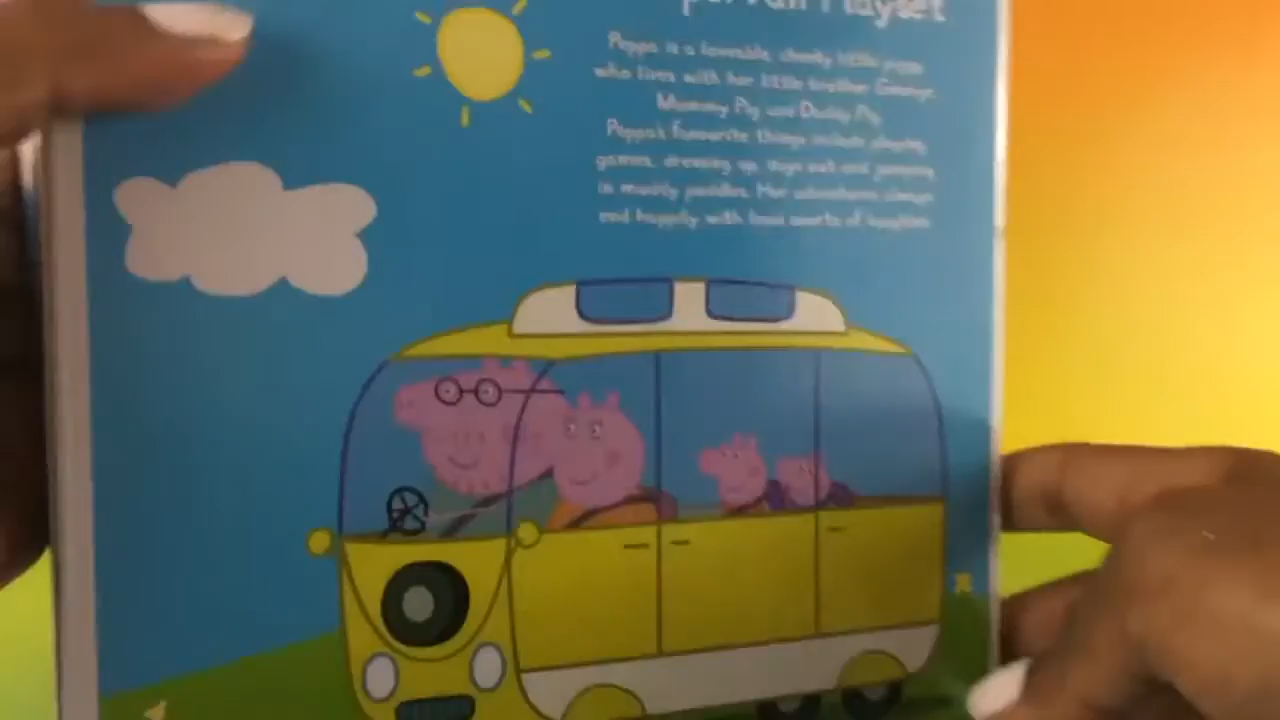 Playset
Peppa is a loveable, cheeky little piggy
who lives with her little brother George,
Mummy Pig and Daddy Pig.
Peppa's favourite things include playing
games, dressing up, days out and jumping
in muddy puddles. Her adventures always
end happily with loud snorts of laughter.